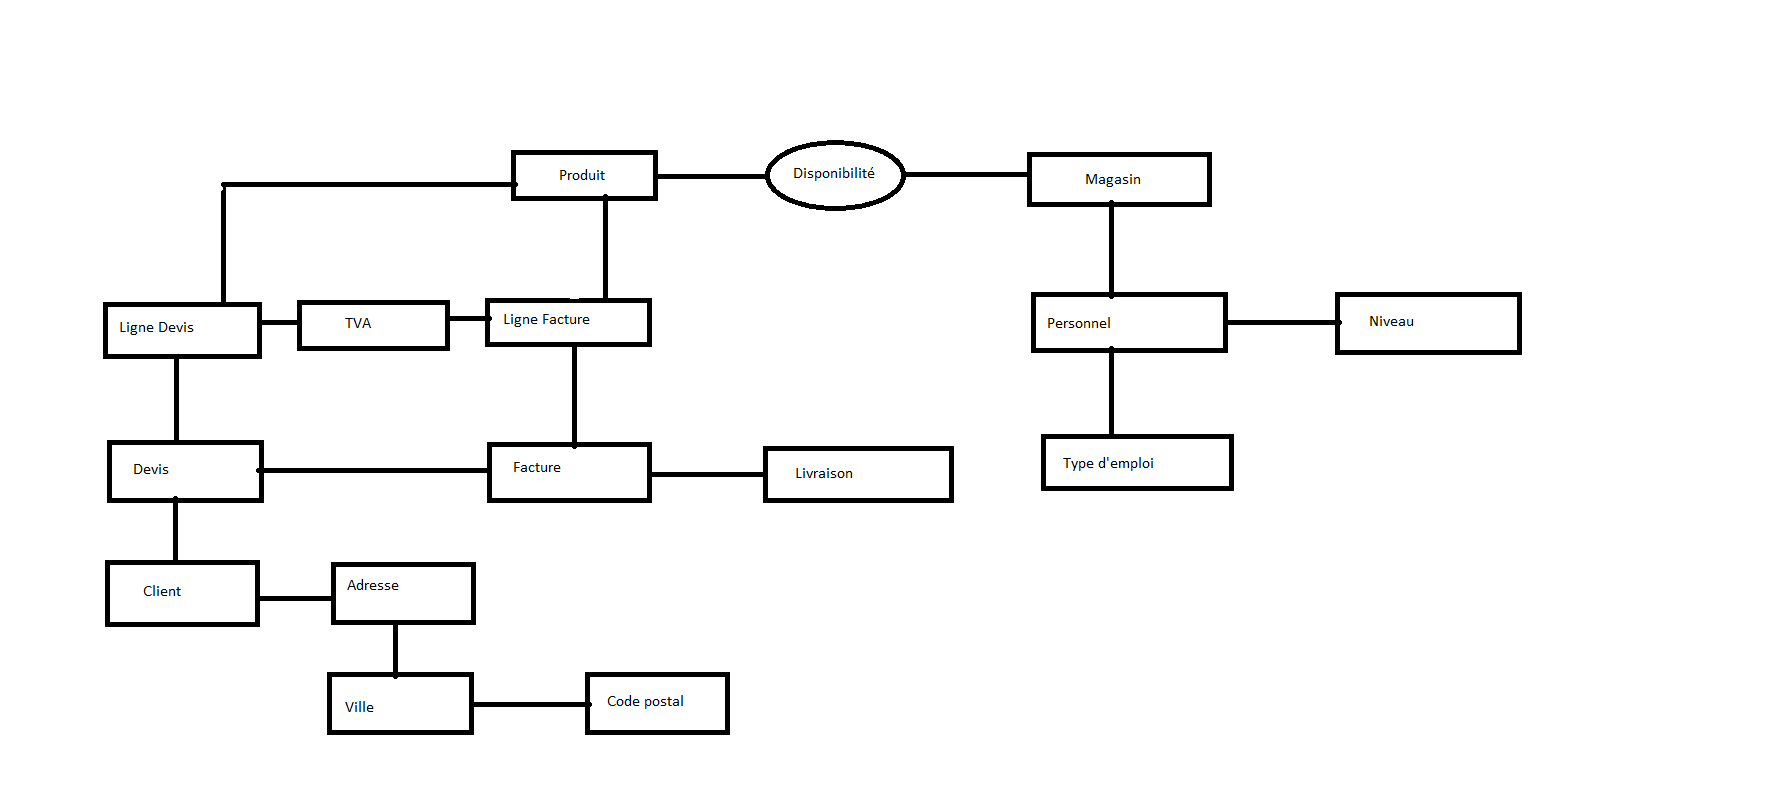 Produit
Disponibilité
Magasin
Ligne Devis
TVA
Ligne Facture
Personnel
Niveau
Devis
Facture
Livraison
Type d'emploi
Client
Adresse
Ville
Code postal